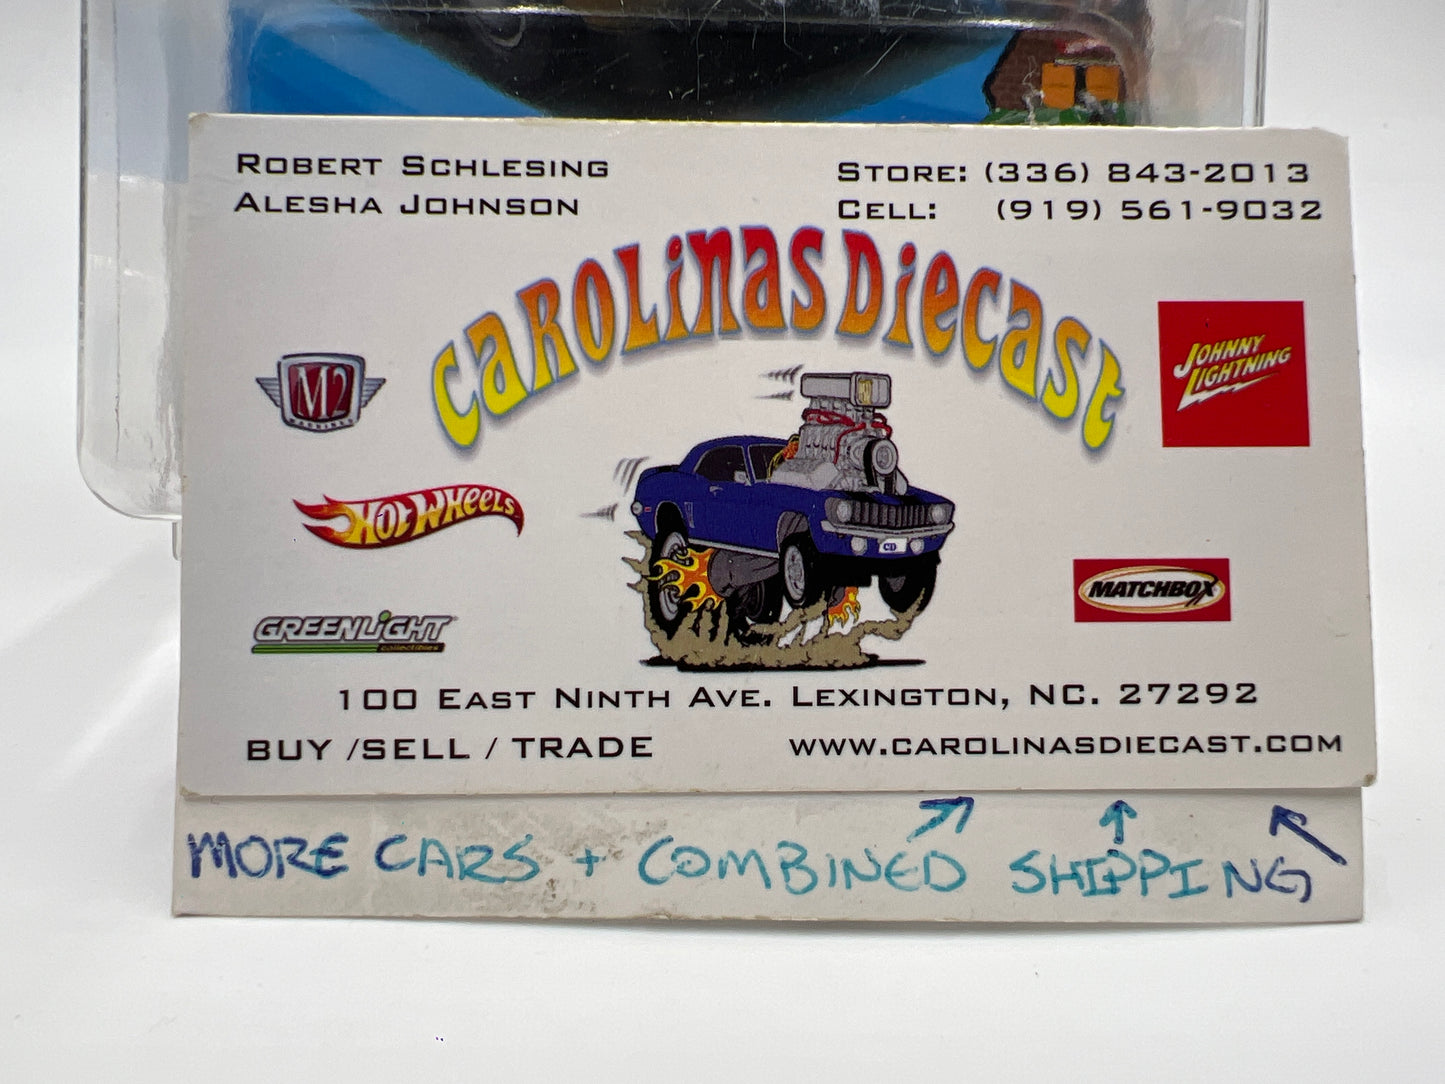 ROBERT SCHLESING
ALESHA JOHNSON
STORE: (336) 843-2013
CELL: (919) 561-9032
CAROLINAS DIECAST
M2
MACHINES
JOHNNY
LIGHTNING
HOT WHEELS
MATCHBOX
GREENLIGHT
collectibles
100 EAST NINTH AVE. LEXINGTON, NC. 27292
BUY /SELL / TRADE
WWW.CAROLINASDIECAST.COM
MORE CARS + COMBINED SHIPPING